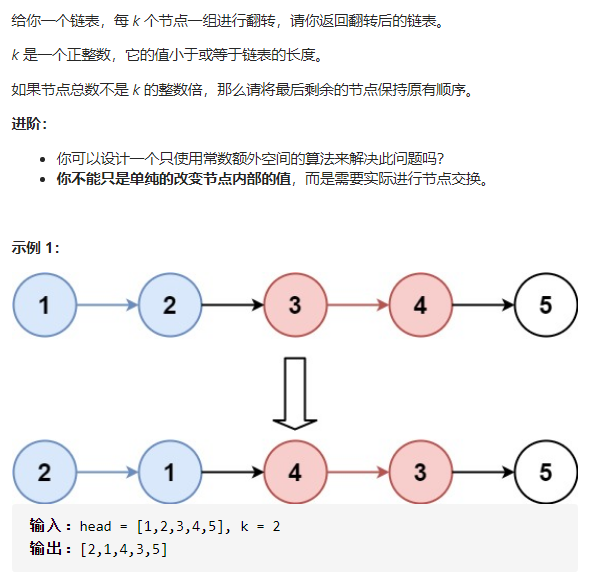 给你一个链表，每 k 个节点一组进行翻转，请你返回翻转后的链表。
k 是一个正整数，它的值小于或等于链表的长度。
如果节点总数不是 k 的整数倍，那么请将最后剩余的节点保持原有顺序。
进阶：
你可以设计一个只使用常数额外空间的算法来解决此问题吗？
你不能只是单纯的改变节点内部的值，而是需要实际进行节点交换。
示例 1：
1 2 3 4 5
2 1 4 3 5
输入：head = [1,2,3,4,5], k = 2
输出：[2,1,4,3,5]